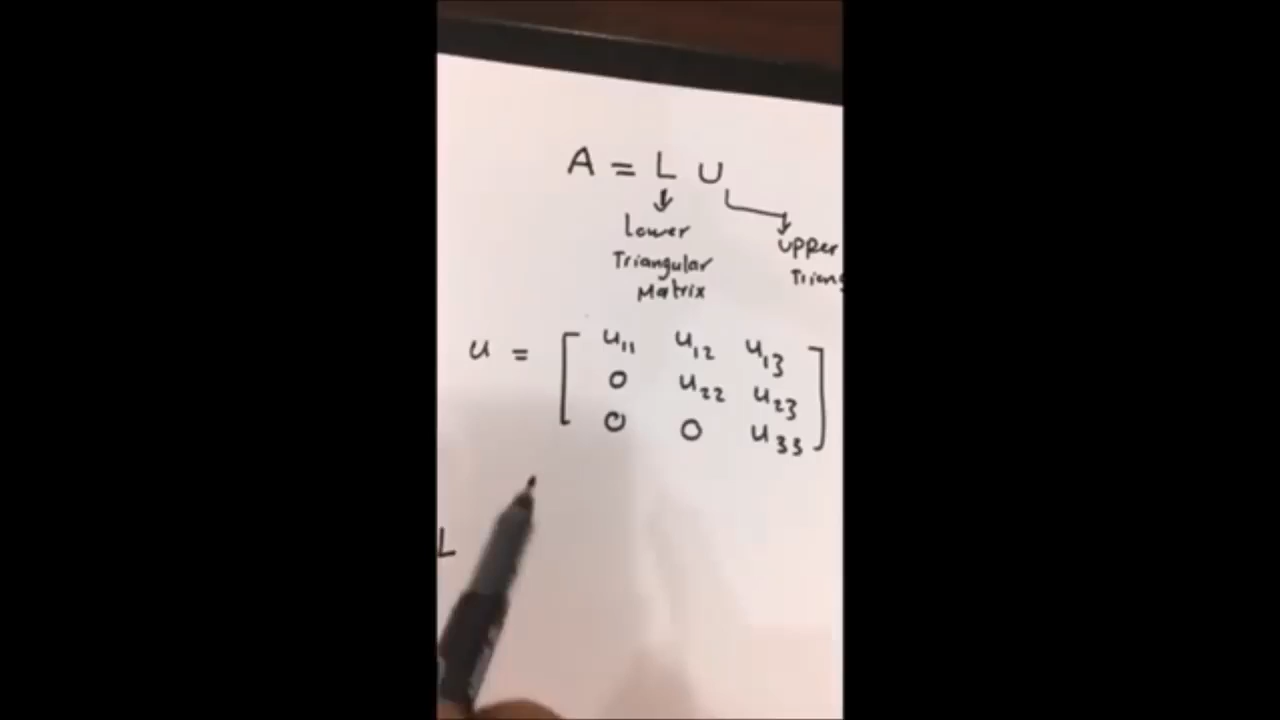 A = L U
Lower
Triangular
Matrix
Upper
u = [ u11 u12 u13
0 u22 u23
0 0 u33 ]
L